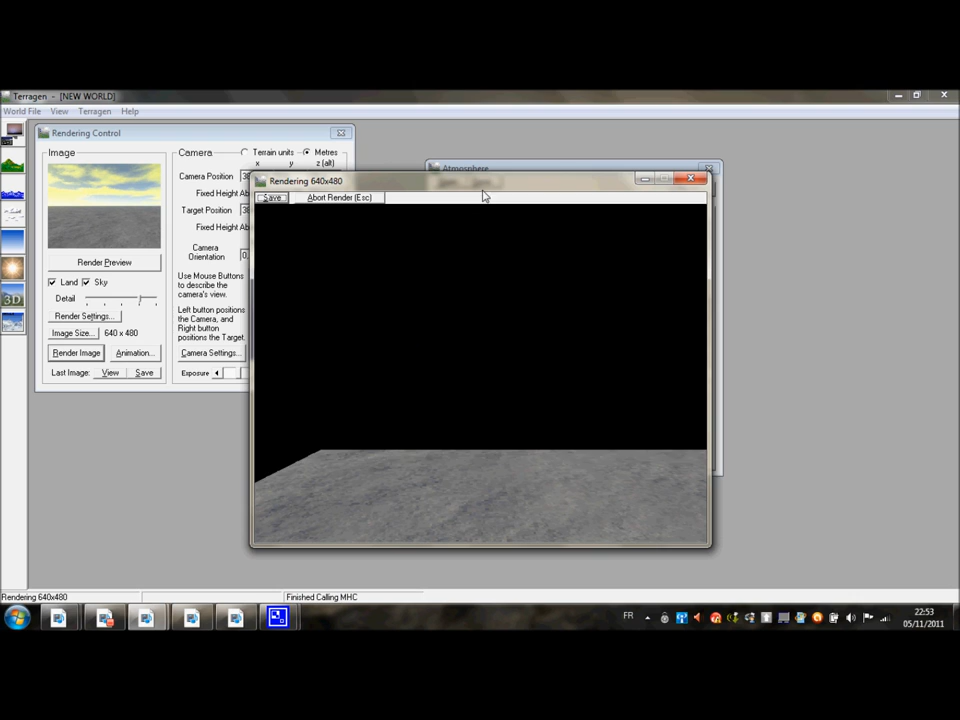 Terragen - [NEW WORLD]
World File View Terragen Help
Rendering Control
Image
Camera
Terrain units
Metres
x y z (alt)
Camera Position
Fixed Height Ab
Target Position
Fixed Height Ab
Camera
Orientation
0,
Use Mouse Buttons
to describe the
camera's view.
Left button positions
the Camera, and
Right button
positions the Target.
Camera Settings...
Exposure
Render Preview
Land Sky
Detail
Render Settings...
Image Size... 640 x 480
Render Image Animation...
Last Image: View Save
3D
Atmosphere
Rendering 640x480
Save Abort Render (Esc)
Rendering 640x480
Finished Calling MHC
FR
22:53
05/11/2011